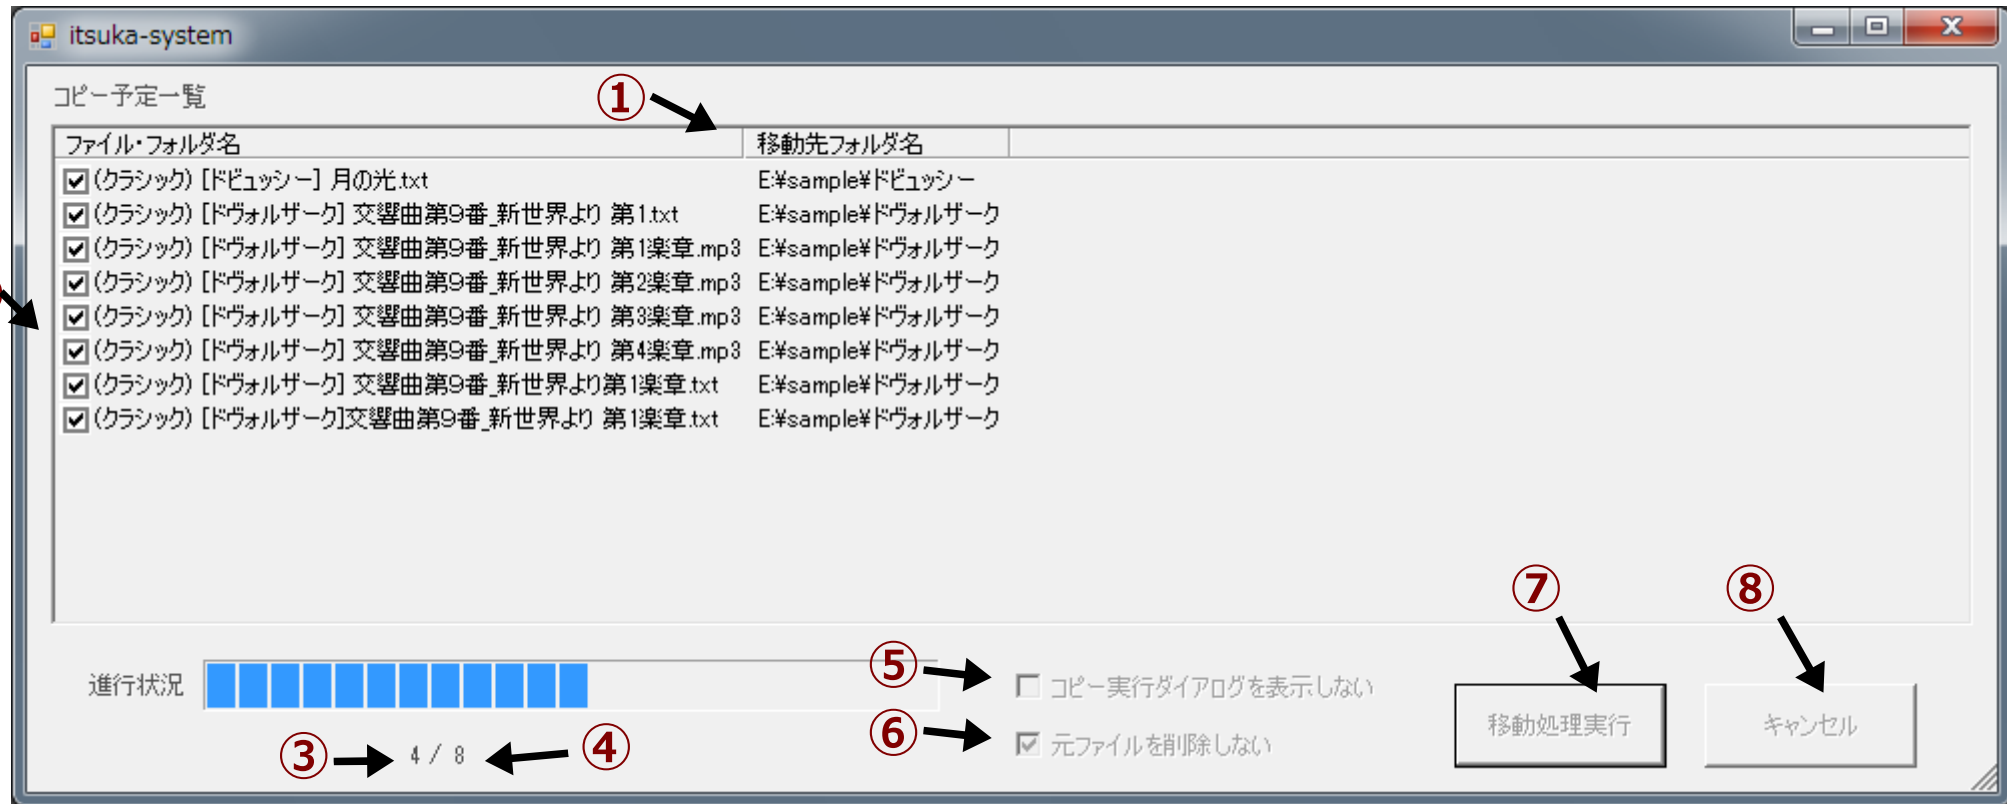 itsuka-system
コピー予定一覧
①
ファイル・フォルダ名 移動先フォルダ名
(クラシック) [ドビュッシー] 月の光.txt E:¥sample¥ドビュッシー
(クラシック) [ドヴォルザーク] 交響曲第9番_新世界より 第1.txt E:¥sample¥ドヴォルザーク
(クラシック) [ドヴォルザーク] 交響曲第9番_新世界より 第1楽章.mp3 E:¥sample¥ドヴォルザーク
(クラシック) [ドヴォルザーク] 交響曲第9番_新世界より 第2楽章.mp3 E:¥sample¥ドヴォルザーク
(クラシック) [ドヴォルザーク] 交響曲第9番_新世界より 第3楽章.mp3 E:¥sample¥ドヴォルザーク
(クラシック) [ドヴォルザーク] 交響曲第9番_新世界より 第4楽章.mp3 E:¥sample¥ドヴォルザーク
(クラシック) [ドヴォルザーク] 交響曲第9番_新世界より第1楽章.txt E:¥sample¥ドヴォルザーク
(クラシック) [ドヴォルザーク]交響曲第9番_新世界より 第1楽章.txt E:¥sample¥ドヴォルザーク
⑦ ⑧
進行状況 ⑤ コピー実行ダイアログを表示しない
③ 4 / 8 ④ ⑥ 元ファイルを削除しない
移動処理実行 キャンセル